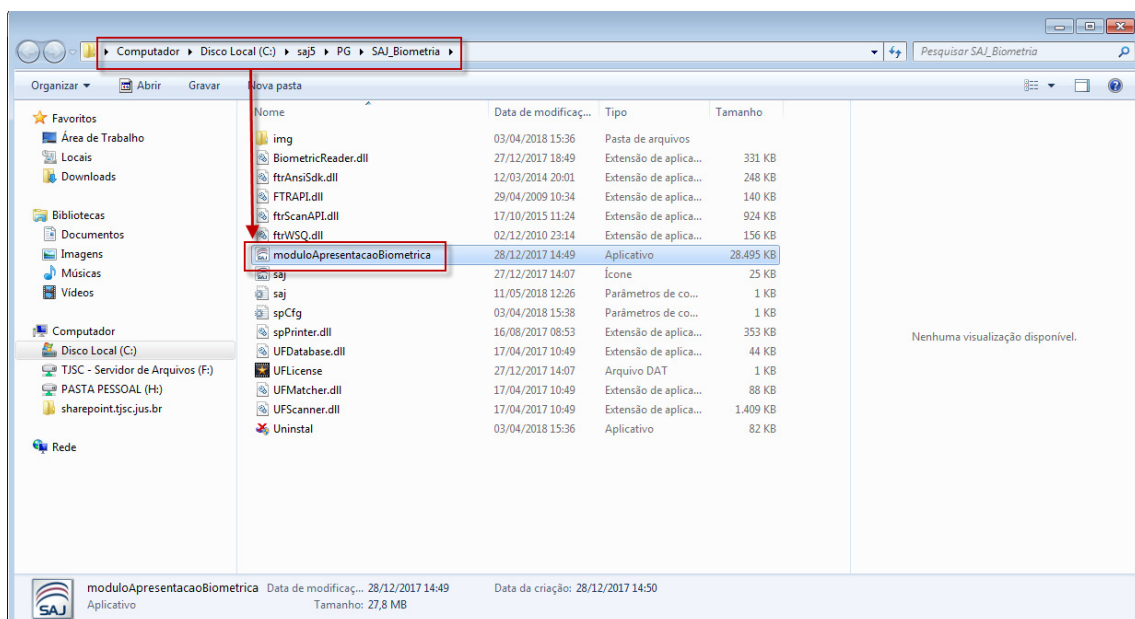 Computador ▸ Disco Local (C:) ▸ saj5 ▸ PG ▸ SAJ_Biometria ▸
Pesquisar SAJ_Biometria
Organizar Abrir Gravar Nova pasta
Favoritos
Área de Trabalho
Locais
Downloads
Bibliotecas
Documentos
Imagens
Músicas
Vídeos
Computador
Disco Local (C:)
TJSC - Servidor de Arquivos (F:)
PASTA PESSOAL (H:)
sharepoint.tjsc.jus.br
Rede
Nome Data de modificaç... Tipo Tamanho
img 03/04/2018 15:36 Pasta de arquivos
BiometricReader.dll 27/12/2017 18:49 Extensão de aplica... 331 KB
ftrAnsiSdk.dll 12/03/2014 20:01 Extensão de aplica... 248 KB
FTRAPI.dll 29/04/2009 10:34 Extensão de aplica... 140 KB
ftrScanAPI.dll 17/10/2015 11:24 Extensão de aplica... 924 KB
ftrWSQ.dll 02/12/2010 23:14 Extensão de aplica... 156 KB
moduloApresentacaoBiometrica 28/12/2017 14:49 Aplicativo 28.495 KB
saj 27/12/2017 14:07 Ícone 25 KB
saj 11/05/2018 12:26 Parâmetros de co... 1 KB
spCfg 03/04/2018 15:38 Parâmetros de co... 1 KB
spPrinter.dll 16/08/2017 08:53 Extensão de aplica... 353 KB
UFDatabase.dll 17/04/2017 10:49 Extensão de aplica... 44 KB
UFLicense 27/12/2017 14:07 Arquivo DAT 1 KB
UFMatcher.dll 17/04/2017 10:49 Extensão de aplica... 88 KB
UFScanner.dll 17/04/2017 10:49 Extensão de aplica... 1.409 KB
Uninstal 03/04/2018 15:36 Aplicativo 82 KB
Nenhuma visualização disponível.
SAJ
moduloApresentacaoBiometrica Data de modificaç... 28/12/2017 14:49 Data da criação: 28/12/2017 14:50
Aplicativo Tamanho: 27,8 MB